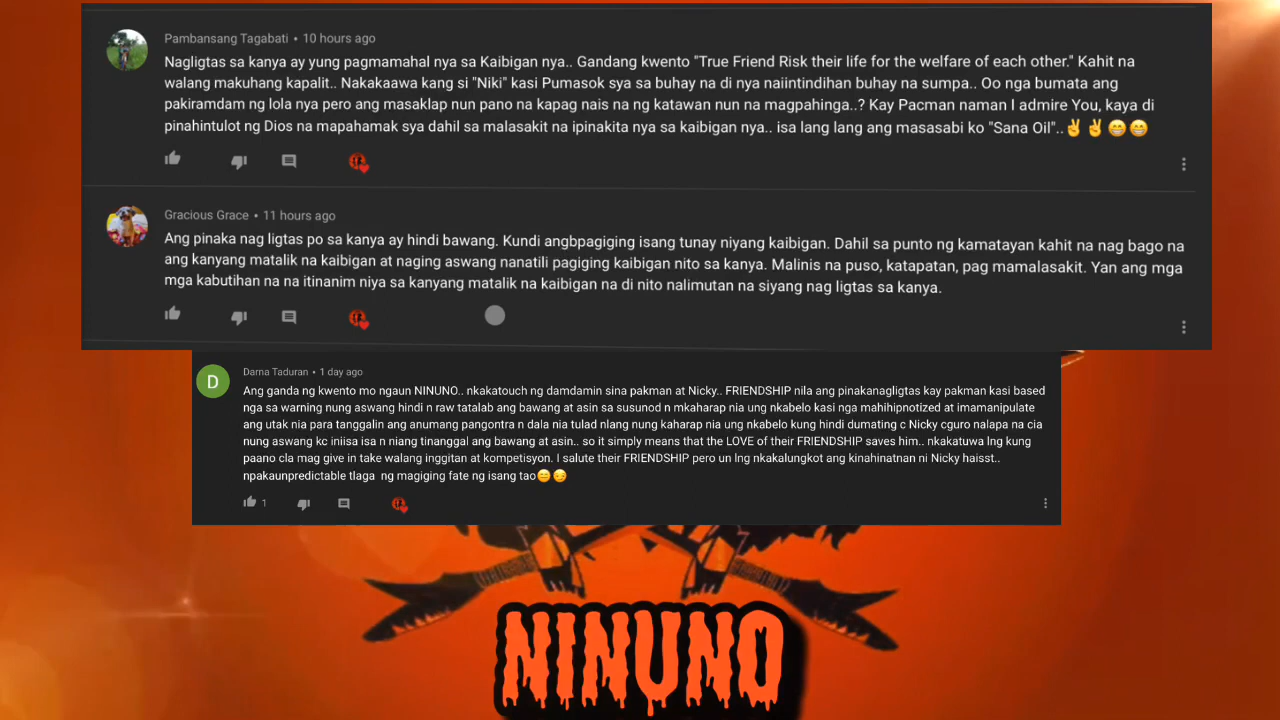 Pambansang Tagabati • 10 hours ago
Nagligtas sa kanya ay yung pagmamahal nya sa Kaibigan nya.. Gandang kwento "True Friend Risk their life for the welfare of each other." Kahit na
walang makuhang kapalit.. Nakakaawa kang si "Niki" kasi Pumasok sya sa buhay na di nya naiintindihan buhay na sumpa.. Oo nga bumata ang
pakiramdam ng lola nya pero ang masaklap nun pano na kapag nais na ng katawan nun na magpahinga..? Kay Pacman naman I admire You, kaya di
pinahintulot ng Dios na mapahamak sya dahil sa malasakit na ipinakita nya sa kaibigan nya.. isa lang lang ang masasabi ko "Sana Oil"..✌✌😁😁
Gracious Grace • 11 hours ago
Ang pinaka nag ligtas po sa kanya ay hindi bawang. Kundi angbpagiging isang tunay niyang kaibigan. Dahil sa punto ng kamatayan kahit na nag bago na
ang kanyang matalik na kaibigan at naging aswang nanatili pagiging kaibigan nito sa kanya. Malinis na puso, katapatan, pag mamalasakit. Yan ang mga
mga kabutihan na na itinanim niya sa kanyang matalik na kaibigan na di nito nalimutan na siyang nag ligtas sa kanya.
D
Darna Taduran • 1 day ago
Ang ganda ng kwento mo ngaun NINUNO.. nkakatouch ng damdamin sina pakman at Nicky.. FRIENDSHIP nila ang pinakanagligtas kay pakman kasi based
nga sa warning nung aswang hindi n raw tatalab ang bawang at asin sa susunod n mkaharap nia ung nkabelo kasi nga mahihipnotized at imamanipulate
ang utak nia para tanggalin ang anumang pangontra n dala nia tulad nlang nung kaharap nia ung nkabelo kung hindi dumating c Nicky cguro nalapa na cia
nung aswang kc iniisa isa n niang tinanggal ang bawang at asin.. so it simply means that the LOVE of their FRIENDSHIP saves him.. nkakatuwa lng kung
paano cla mag give in take walang inggitan at kompetisyon. I salute their FRIENDSHIP pero un lng nkakalungkot ang kinahinatnan ni Nicky haisst..
npakaunpredictable tlaga ng magiging fate ng isang tao😊😏
1
NINUNO